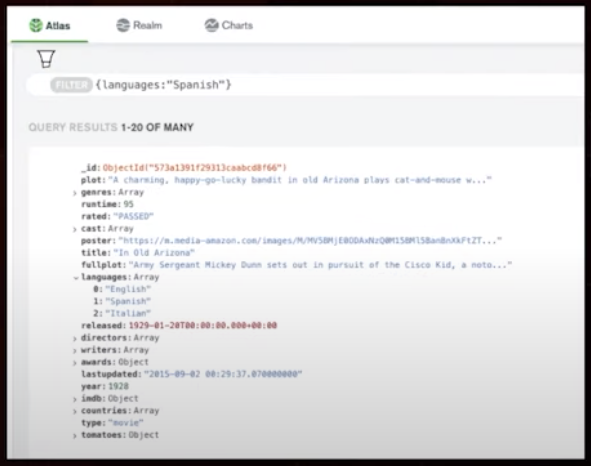 Atlas Realm Charts
FILTER {languages:"Spanish"}
QUERY RESULTS 1-20 OF MANY
_id: ObjectId("573a1391f29313caabcd8f66")
plot: "A charming, happy-go-lucky bandit in old Arizona plays cat-and-mouse w..."
> genres: Array
runtime: 95
rated: "PASSED"
> cast: Array
poster: "https://m.media-amazon.com/images/M/
title: "In Old Arizona"
fullplot: "Army Sergeant Mickey Dunn sets out in pursuit of the Cisco Kid, a noto..."
languages: Array
0: "English"
1: "Spanish"
2: "Italian"
released: 1929-01-20T00:00:00.000+00:00
> directors: Array
> writers: Array
> awards: Object
lastupdated: "2015-09-02 00:29:37.070000000"
year: 1928
> imdb: Object
> countries: Array
type: "movie"
> tomatoes: Object